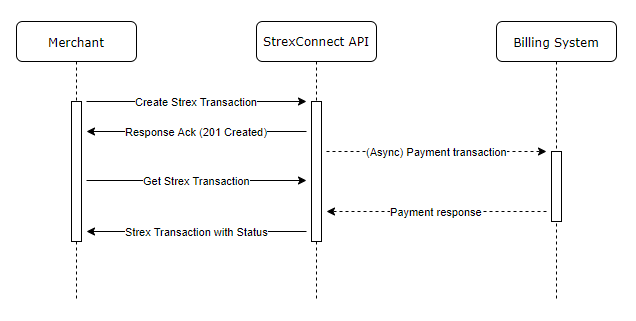 Merchant
StrexConnect API
Billing System
Create Strex Transaction
Response Ack (201 Created)
(Async) Payment transaction
Get Strex Transaction
Payment response
Strex Transaction with Status